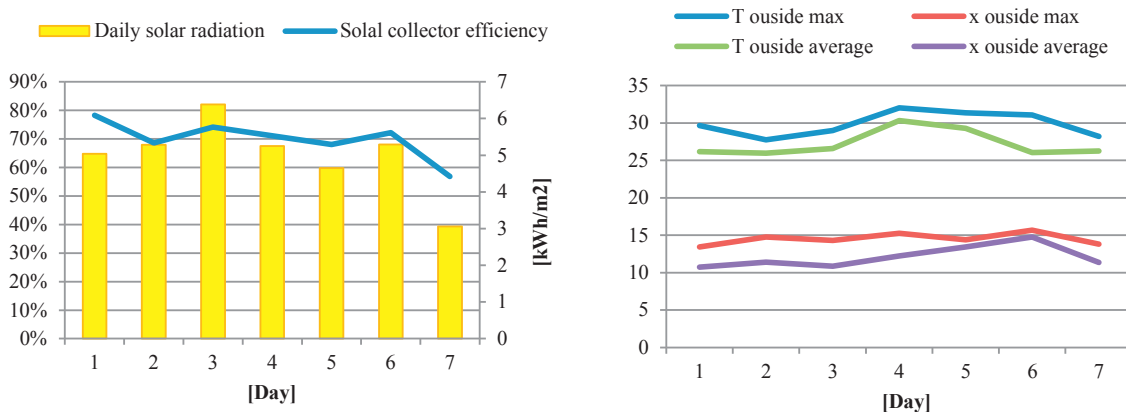 Daily solar radiation
Solal collector efficiency
90%
80%
70%
60%
50%
40%
30%
20%
10%
0%
7
6
5
4
3
2
1
0
[kWh/m2]
1 2 3 4 5 6 7
[Day]
T ouside max
x ouside max
T ouside average
x ouside average
35
30
25
20
15
10
5
0
1 2 3 4 5 6 7
[Day]